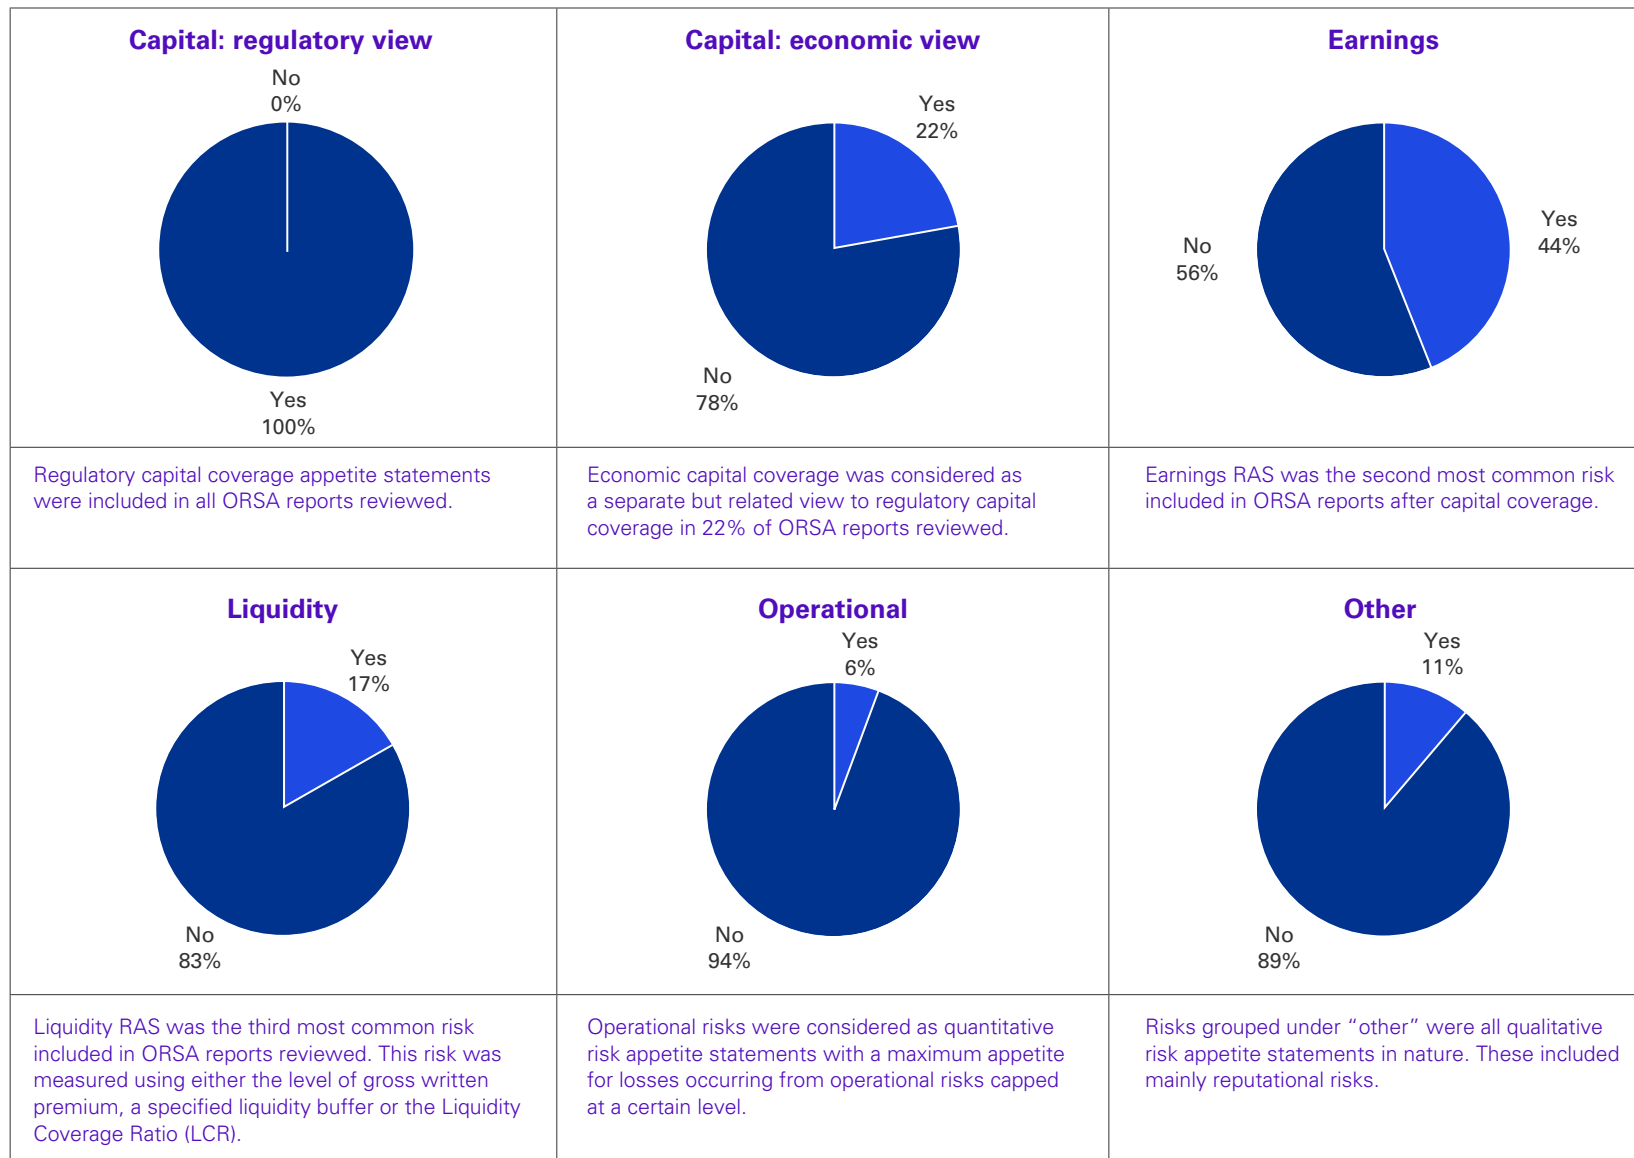 Capital: regulatory view
No
0%
Yes
100%
Regulatory capital coverage appetite statements
were included in all ORSA reports reviewed.
Capital: economic view
Yes
22%
No
78%
Economic capital coverage was considered as
a separate but related view to regulatory capital
coverage in 22% of ORSA reports reviewed.
Earnings
Yes
44%
No
56%
Earnings RAS was the second most common risk
included in ORSA reports after capital coverage.
Liquidity
Yes
17%
No
83%
Liquidity RAS was the third most common risk
included in ORSA reports reviewed. This risk was
measured using either the level of gross written
premium, a specified liquidity buffer or the Liquidity
Coverage Ratio (LCR).
Operational
Yes
6%
No
94%
Operational risks were considered as quantitative
risk appetite statements with a maximum appetite
for losses occurring from operational risks capped
at a certain level.
Other
Yes
11%
No
89%
Risks grouped under “other” were all qualitative
risk appetite statements in nature. These included
mainly reputational risks.